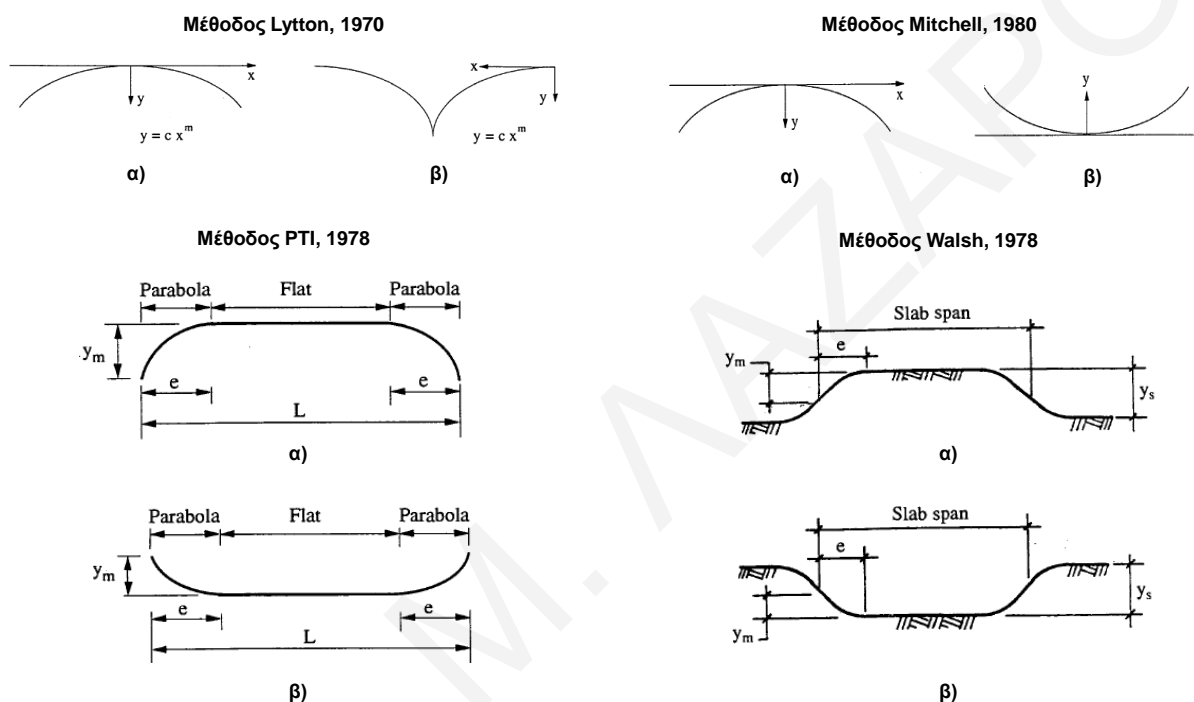 Μέθοδος Lytton, 1970
x
y
y = c x^m
α)
x
y
y = c x^m
β)
Μέθοδος Mitchell, 1980
x
y
α)
y
β)
Μέθοδος PTI, 1978
Parabola Flat Parabola
y_m
e e
L
α)
Parabola Flat Parabola
y_m
e e
L
β)
Μέθοδος Walsh, 1978
Slab span
e
y_m
y_s
α)
Slab span
e
y_s
y_m
β)
Μ. ΛΑΖΑΡΟ